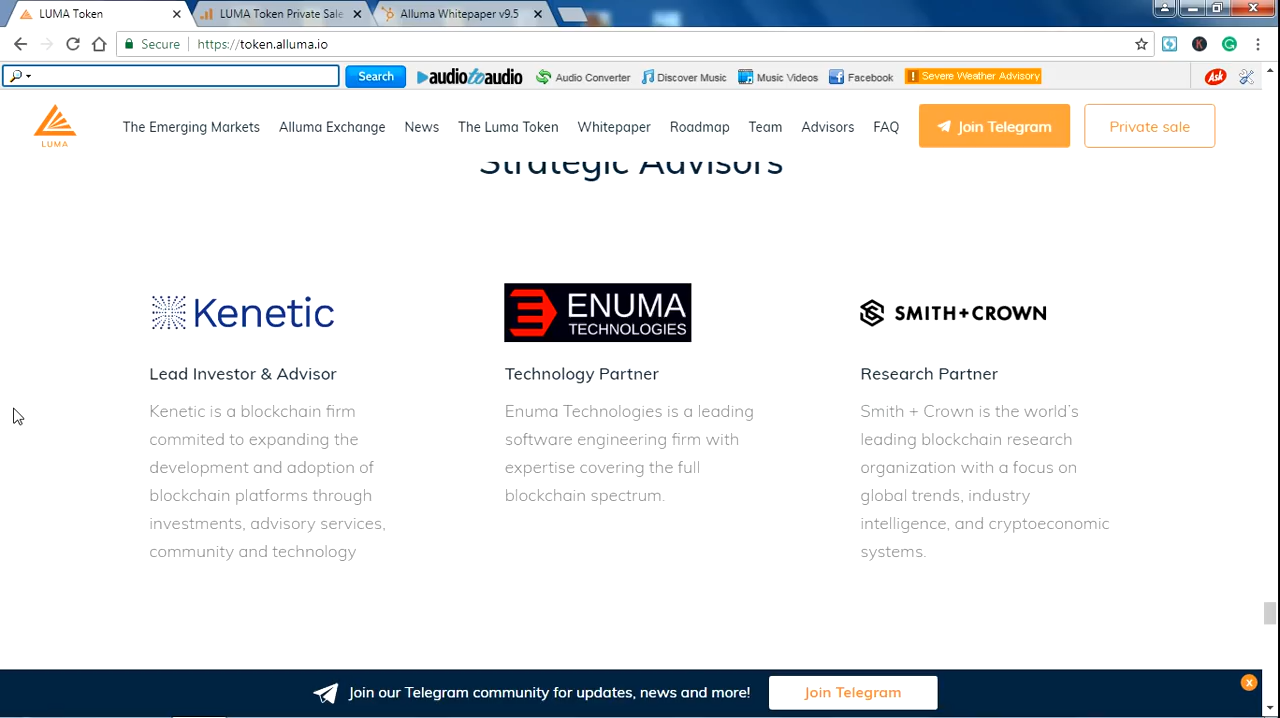 LUMA Token
LUMA Token Private Sale
Alluma Whitepaper v9.5
Secure
https://token.alluma.io
K
Search
audiotoaudio
Audio Converter
Discover Music
Music Videos
Facebook
! Severe Weather Advisory
Ask
LUMA
The Emerging Markets
Alluma Exchange
News
The Luma Token
Whitepaper
Roadmap
Team
Advisors
FAQ
Join Telegram
Private sale
Strategic Advisors
Kenetic
Lead Investor & Advisor
Kenetic is a blockchain firm
commited to expanding the
development and adoption of
blockchain platforms through
investments, advisory services,
community and technology
ENUMA
TECHNOLOGIES
Technology Partner
Enuma Technologies is a leading
software engineering firm with
expertise covering the full
blockchain spectrum.
SMITH+CROWN
Research Partner
Smith + Crown is the world's
leading blockchain research
organization with a focus on
global trends, industry
intelligence, and cryptoeconomic
systems.
Join our Telegram community for updates, news and more!
Join Telegram
x